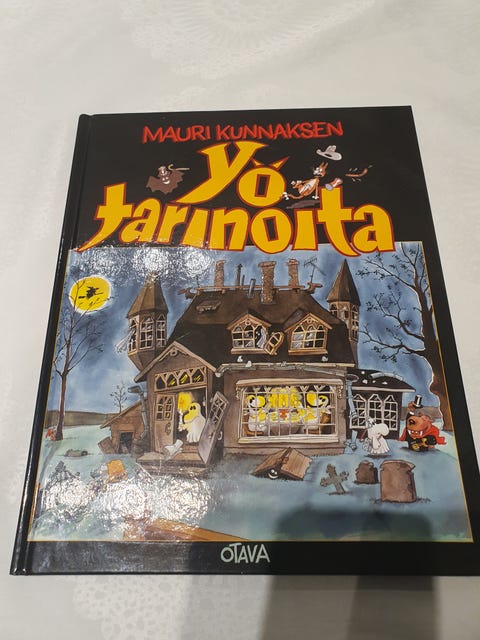 MAURI KUNNAKSEN
Yö
tarinoita
OTAVA